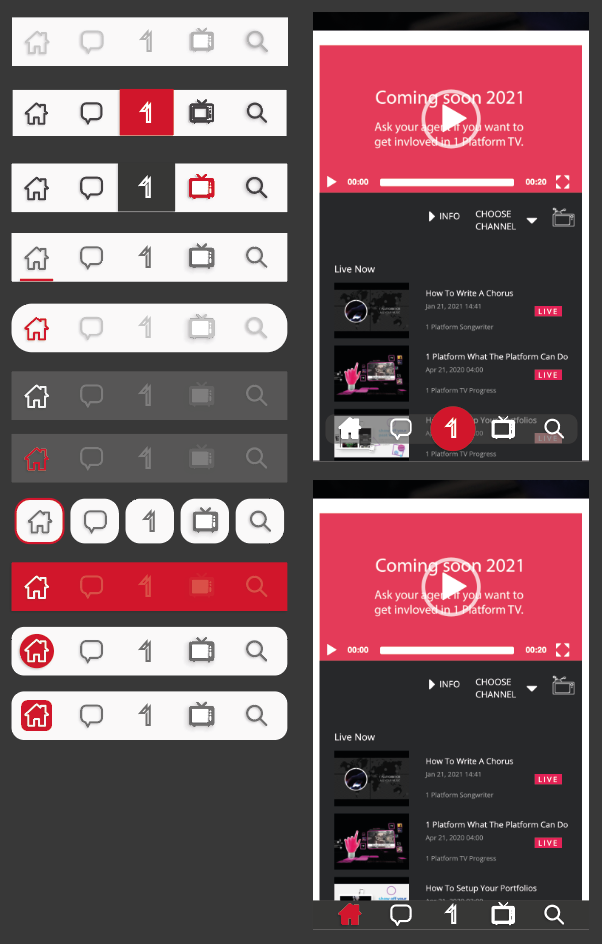 Coming soon 2021
Ask your agent if you want to
get invloved in 1 Platform TV.
00:00
00:20
INFO
CHOOSE
CHANNEL
Live Now
How To Write A Chorus
Jan 21, 2021 14:41
LIVE
1 Platform Songwriter
1 Platform What The Platform Can Do
Apr 21, 2020 04:00
LIVE
1 Platform TV Progress
How To Setup Your Portfolios
LIVE
1 Platform TV Progress
Coming soon 2021
Ask your agent if you want to
get invloved in 1 Platform TV.
00:00
00:20
INFO
CHOOSE
CHANNEL
Live Now
How To Write A Chorus
Jan 21, 2021 14:41
LIVE
1 Platform Songwriter
1 Platform What The Platform Can Do
Apr 21, 2020 04:00
LIVE
1 Platform TV Progress
How To Setup Your Portfolios